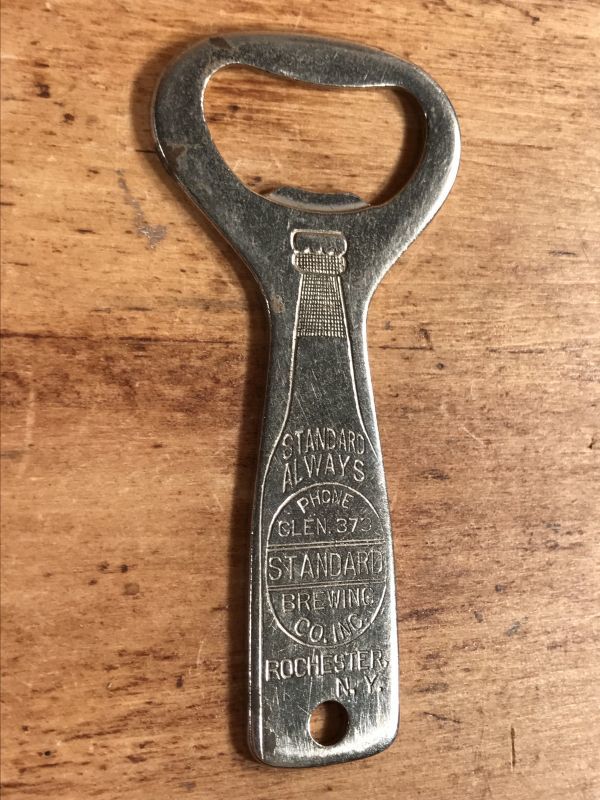 STANDARD
ALWAYS
PHONE
GLEN. 373
STANDARD
BREWING
CO. INC.
ROCHESTER,
N. Y.